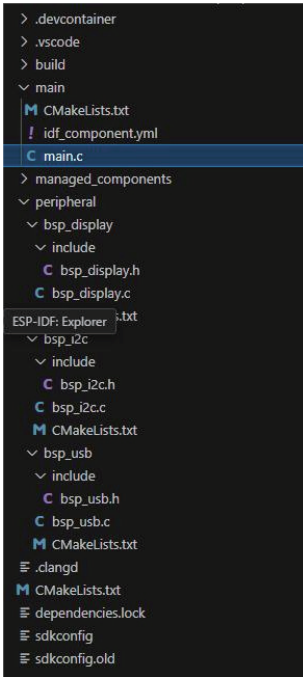 .devcontainer
.vscode
build
main
M CMakeLists.txt
! idf_component.yml
C main.c
managed_components
peripheral
bsp_display
include
C bsp_display.h
C bsp_display.c
ESP-IDF: Explorer
.txt
bsp_i2c
include
C bsp_i2c.h
C bsp_i2c.c
M CMakeLists.txt
bsp_usb
include
C bsp_usb.h
C bsp_usb.c
M CMakeLists.txt
.clangd
M CMakeLists.txt
dependencies.lock
sdkconfig
sdkconfig.old